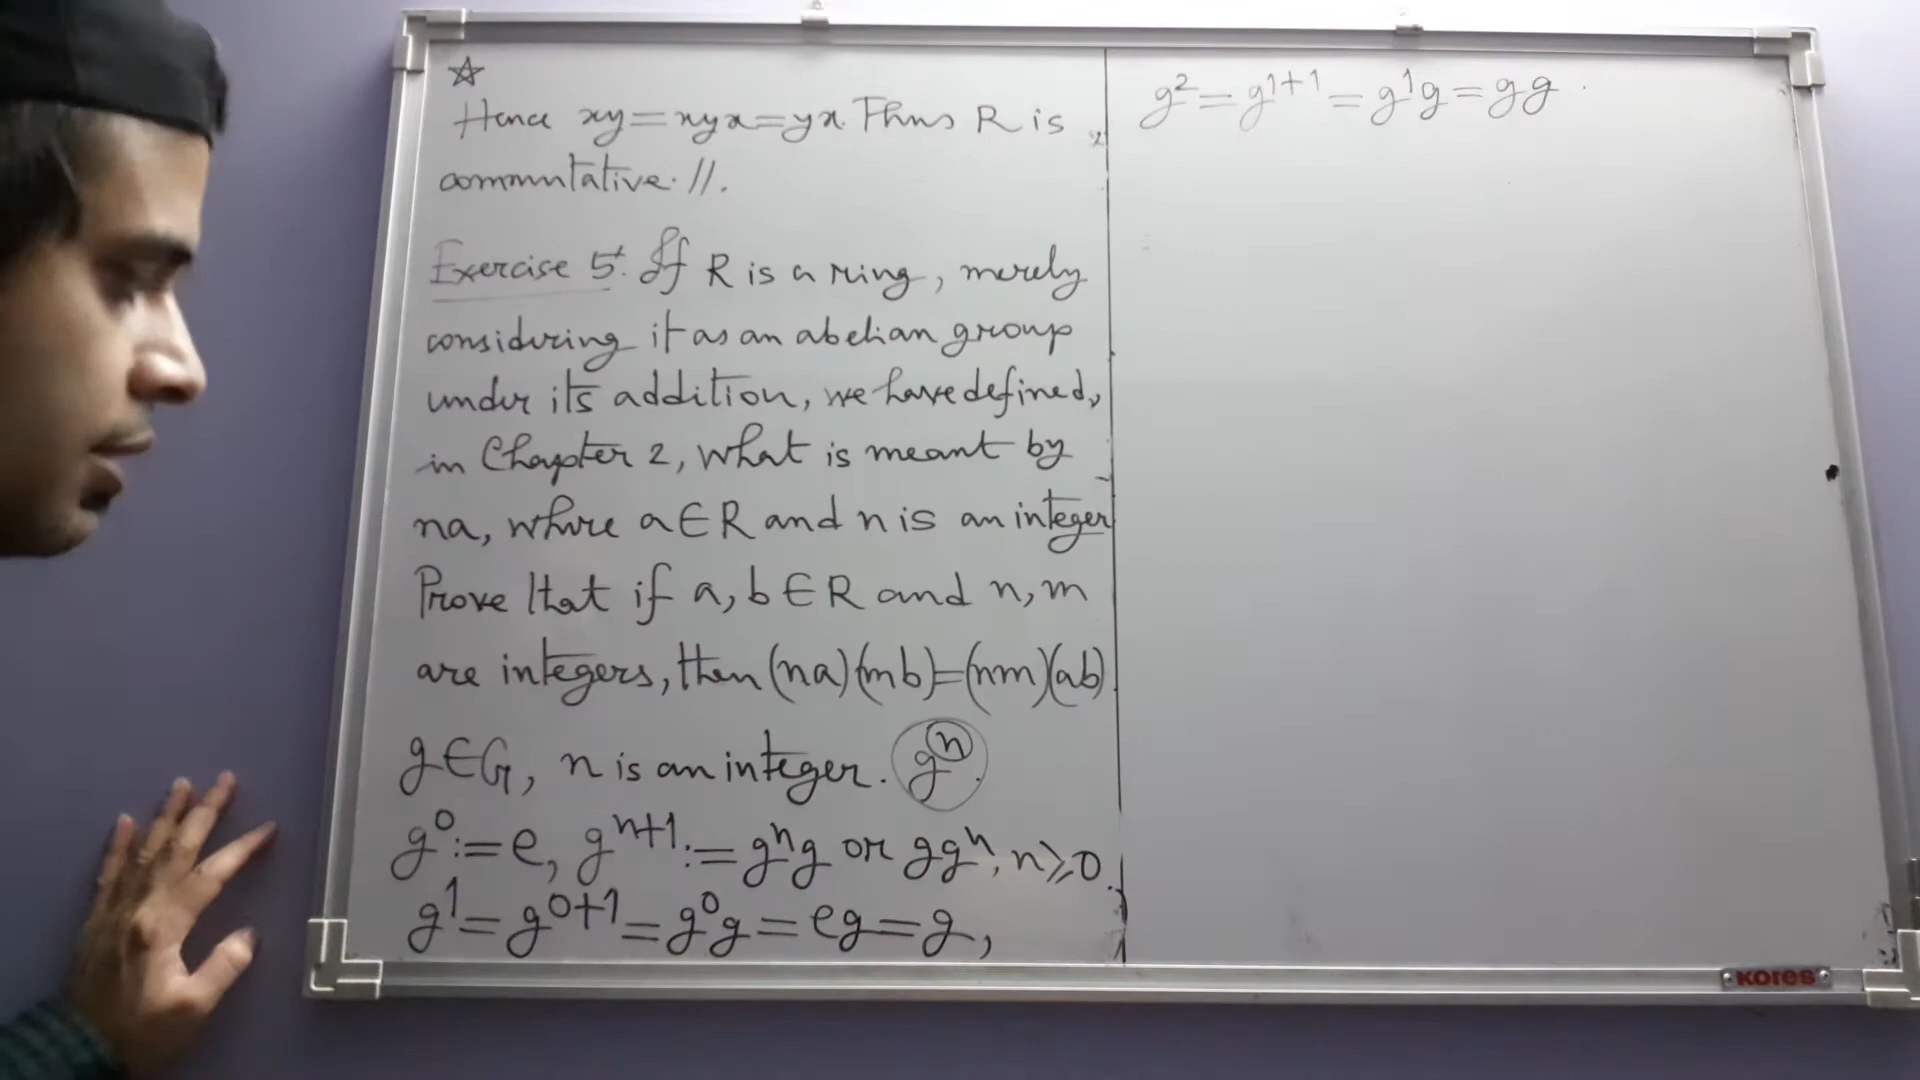 ☆
Hence xy=xyx=yx. Thus R is
commutative. //.
Exercise 5: If R is a ring, merely
considering it as an abelian group
under its addition, we have defined,
in Chapter 2, what is meant by
na, where a∈R and n is an integer
Prove that if a, b∈R and n, m
are integers, then (na)(mb)=(nm)(ab)
g∈G, n is an integer. gⁿ.
g⁰:=e, gⁿ⁺¹:=gⁿg or ggⁿ, n⩾0.
g¹=g⁰⁺¹=g⁰g=eg=g,
g²=g¹⁺¹=g¹g=gg.
KORES